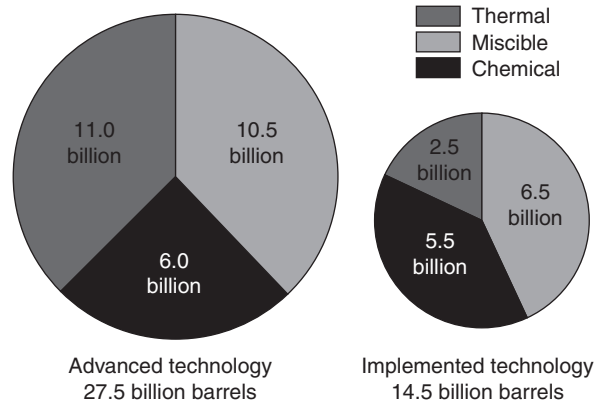 Thermal
Miscible
Chemical
11.0
billion
10.5
billion
6.0
billion
2.5
billion
6.5
billion
5.5
billion
Advanced technology
27.5 billion barrels
Implemented technology
14.5 billion barrels